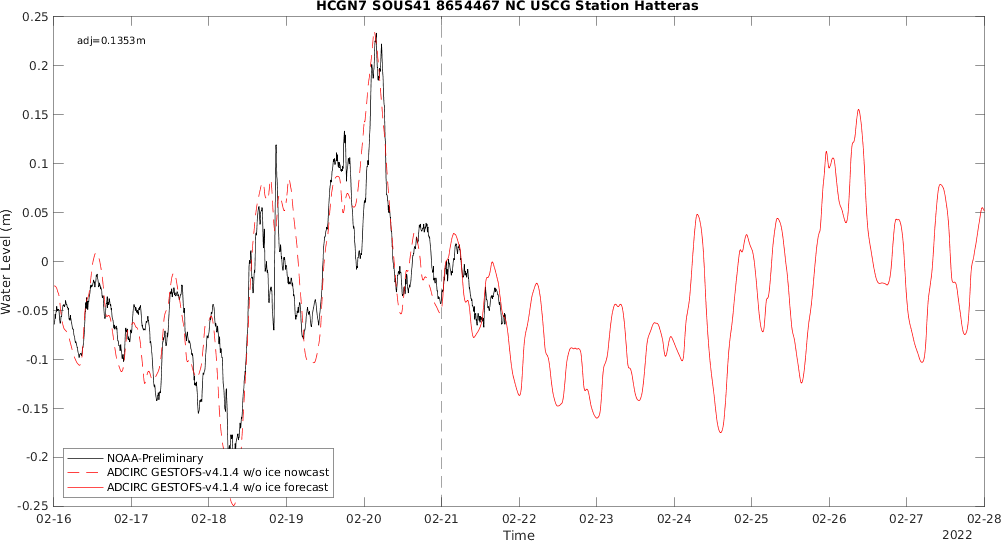 HCGN7 SOUS41 8654467 NC USCG Station Hatteras
adj=0.1353m
0.25
0.2
0.15
0.1
0.05
0
-0.05
-0.1
-0.15
-0.2
-0.25
Water Level (m)
NOAA-Preliminary
ADCIRC GESTOFS-v4.1.4 w/o ice nowcast
ADCIRC GESTOFS-v4.1.4 w/o ice forecast
02-16 02-17 02-18 02-19 02-20 02-21 02-22 02-23 02-24 02-25 02-26 02-27 02-28
Time
2022